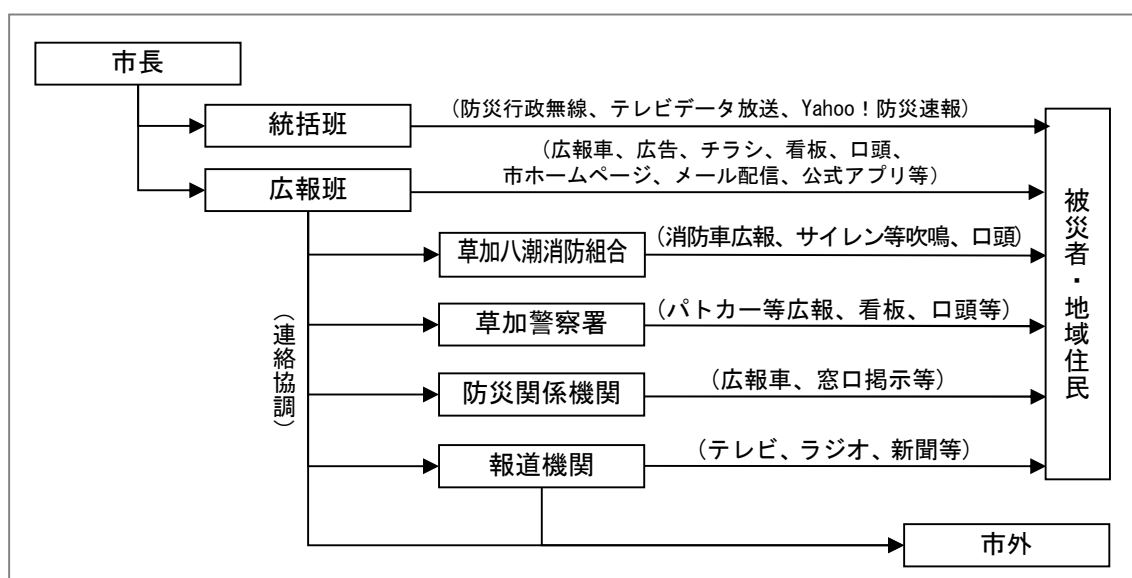 市長
統括班
（防災行政無線、テレビデータ放送、Yahoo！防災速報）
広報班
（広報車、広告、チラシ、看板、口頭、
市ホームページ、メール配信、公式アプリ等）
草加八潮消防組合
（消防車広報、サイレン等吹鳴、口頭）
草加警察署
（パトカー等広報、看板、口頭等）
（連絡協調）
防災関係機関
（広報車、窓口掲示等）
報道機関
（テレビ、ラジオ、新聞等）
被災者・地域住民
市外